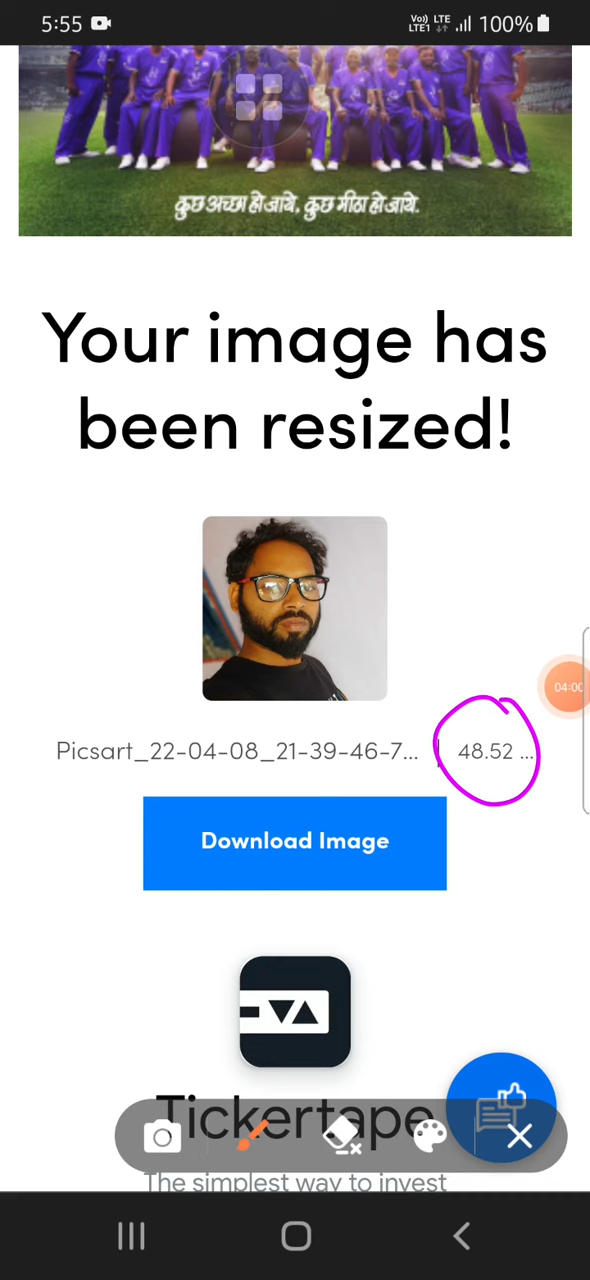 5:55
Vo)) LTE
LTE1
100%
कुछ अच्छा हो जाये, कुछ मीठा हो जाये.
Your image has
been resized!
04:00
Picsart_22-04-08_21-39-46-7... | 48.52 ...
Download Image
Tickertape
The simplest way to invest